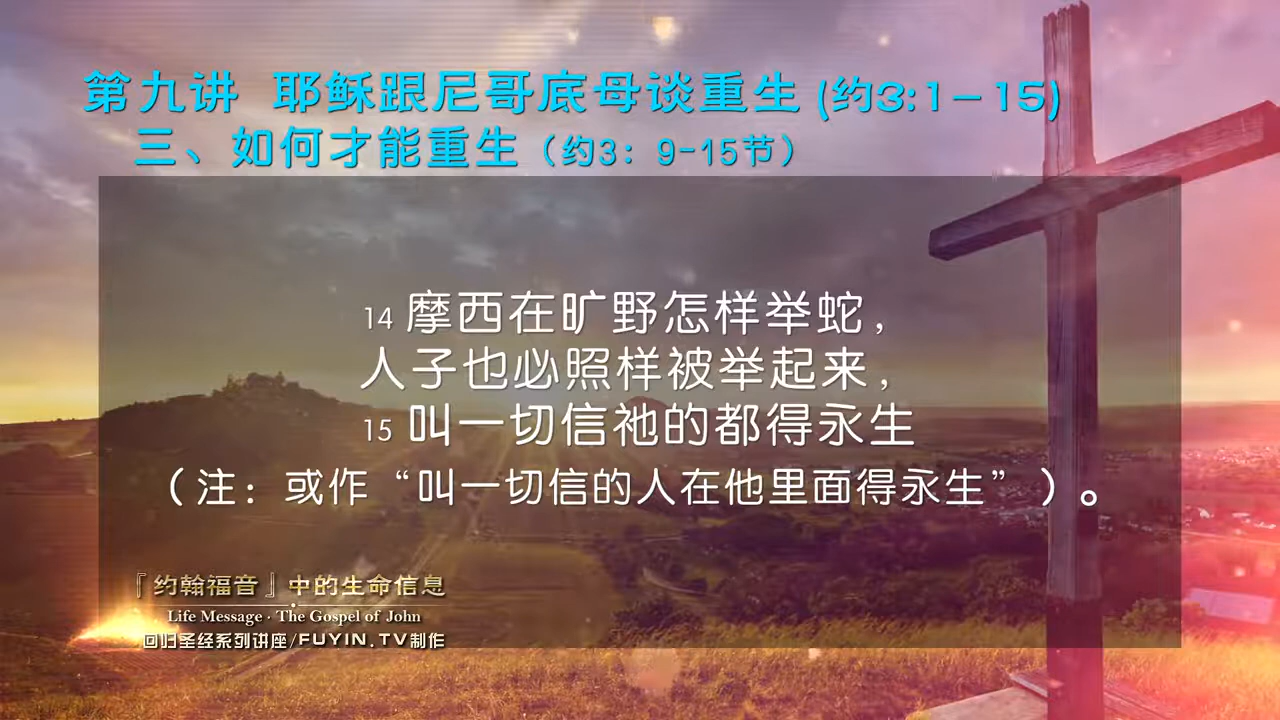 第九讲 耶稣跟尼哥底母谈重生 (约3:1-15)
三、如何才能重生（约3：9-15节）
14 摩西在旷野怎样举蛇，
人子也必照样被举起来，
15 叫一切信祂的都得永生
（注：或作“叫一切信的人在他里面得永生”）。
『约翰福音』中的生命信息
Life Message · The Gospel of John
回归圣经系列讲座/FUYIN.TV制作